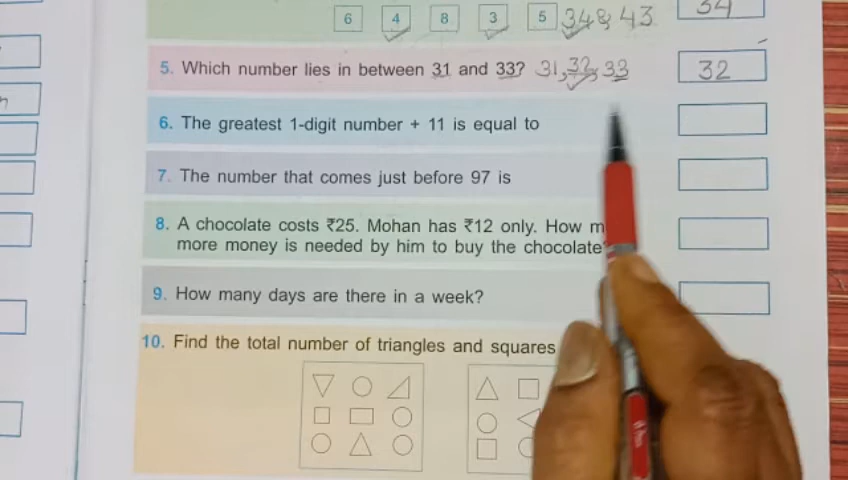 6 4 8 3 5 34 & 43 34
5. Which number lies in between 31 and 33? 31, 32, 33 32
6. The greatest 1-digit number + 11 is equal to
7. The number that comes just before 97 is
8. A chocolate costs ₹25. Mohan has ₹12 only. How
more money is needed by him to buy the chocolate
9. How many days are there in a week?
10. Find the total number of triangles and squares